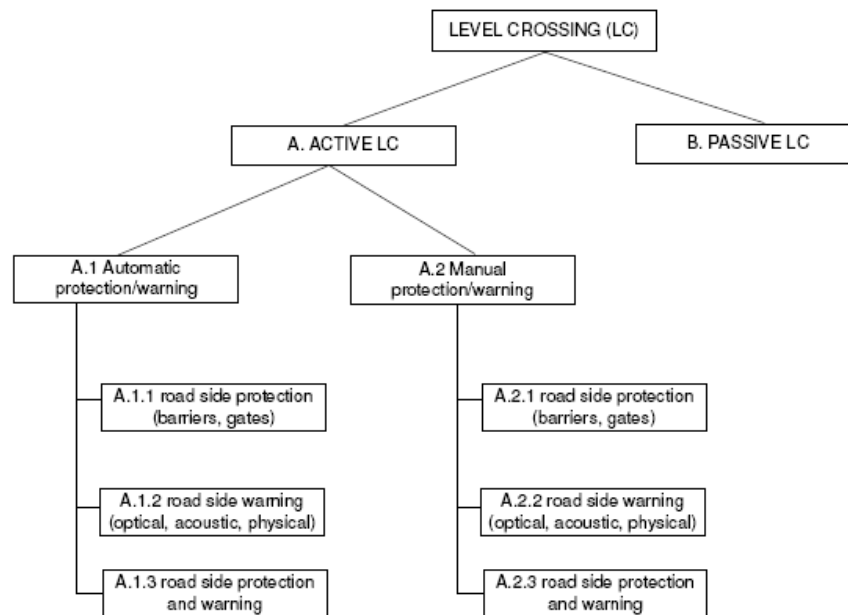 LEVEL CROSSING (LC)
A. ACTIVE LC
B. PASSIVE LC
A.1 Automatic
protection/warning
A.2 Manual
protection/warning
A.1.1 road side protection
(barriers, gates)
A.2.1 road side protection
(barriers, gates)
A.1.2 road side warning
(optical, acoustic, physical)
A.2.2 road side warning
(optical, acoustic, physical)
A.1.3 road side protection
and warning
A.2.3 road side protection
and warning